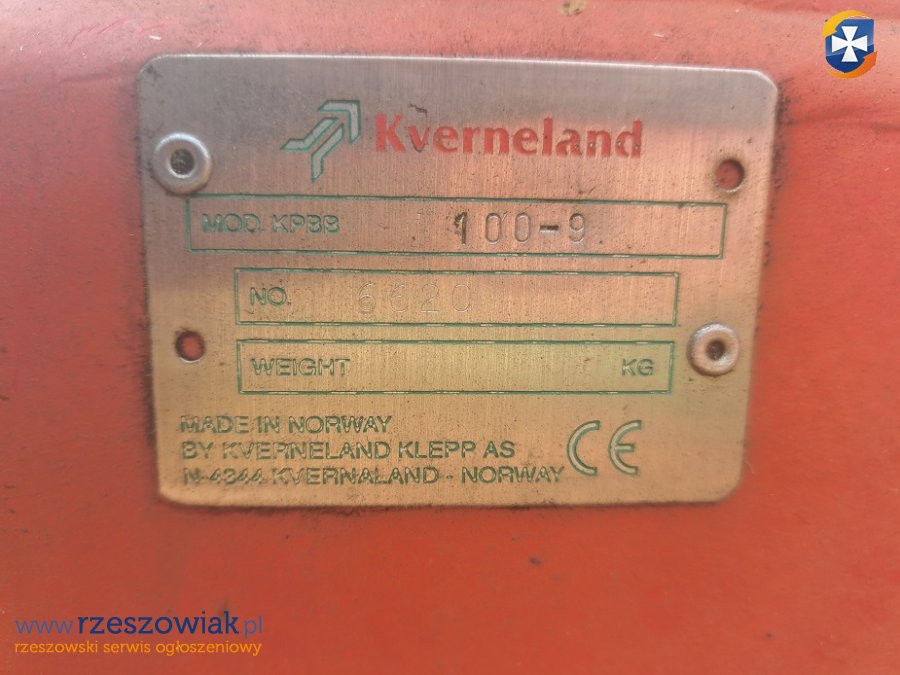 Kverneland
MOD. KPBB 100-9
NO. 6620
WEIGHT KG
MADE IN NORWAY
BY KVERNELAND KLEPP AS
N-4344 KVERNALAND - NORWAY
CE
www.rzeszowiak.pl
rzeszowski serwis ogłoszeniowy